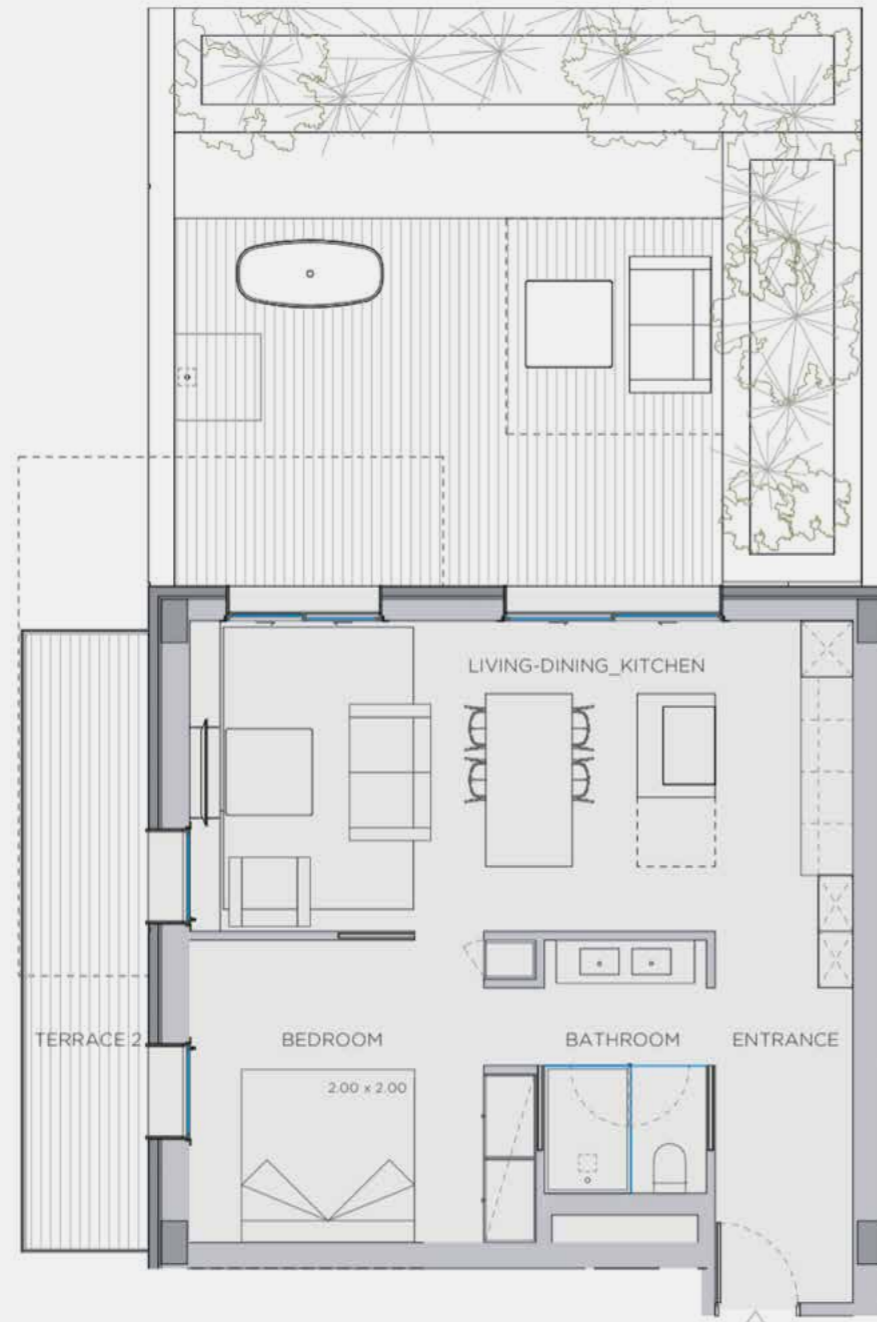 LIVING-DINING_KITCHEN
TERRACE 2
BEDROOM
BATHROOM
ENTRANCE
2.00 x 2.00